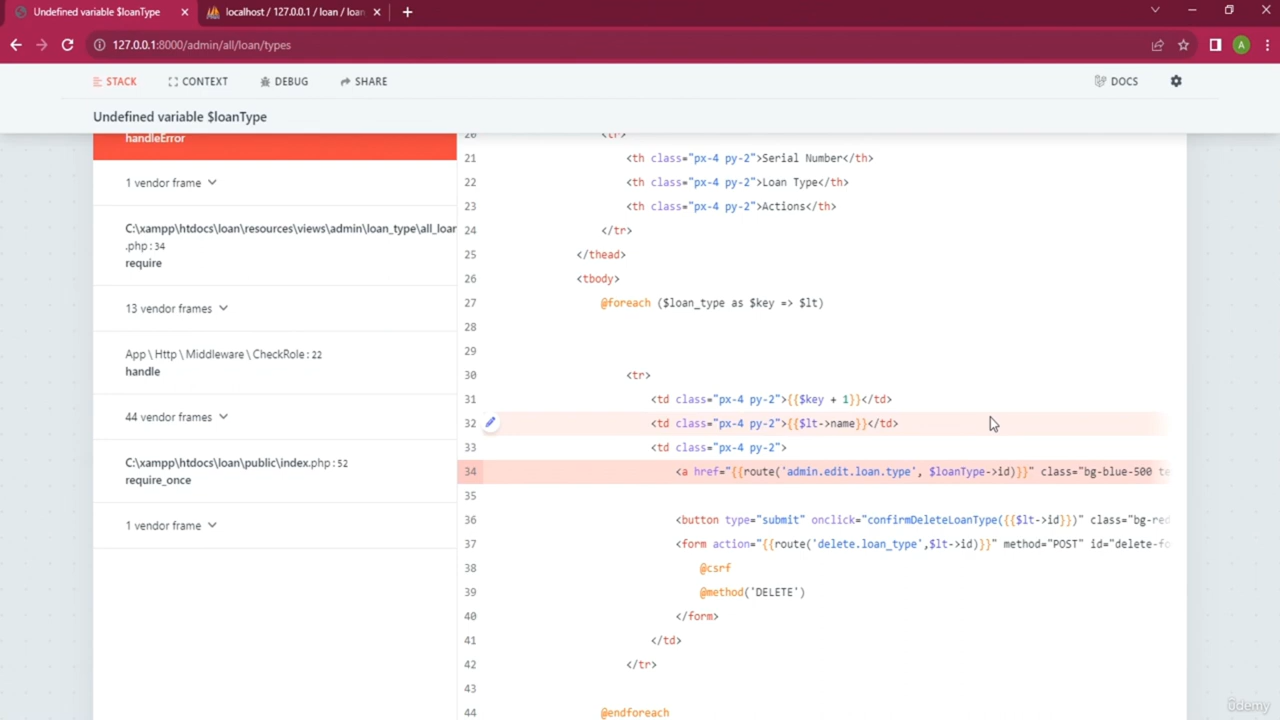 Undefined variable $loanType
localhost / 127.0.0.1 / loan / loan
127.0.0.1:8000/admin/all/loan/types
A
STACK
CONTEXT
DEBUG
SHARE
DOCS
Undefined variable $loanType
handleError
1 vendor frame
C:\xampp\htdocs\loan\resources\views\admin\loan_type\all_loan
.php : 34
require
13 vendor frames
App \ Http \ Middleware \ CheckRole : 22
handle
44 vendor frames
C:\xampp\htdocs\loan\public\index.php : 52
require_once
1 vendor frame
20 <tr>
21 <th class="px-4 py-2">Serial Number</th>
22 <th class="px-4 py-2">Loan Type</th>
23 <th class="px-4 py-2">Actions</th>
24 </tr>
25 </thead>
26 <tbody>
27 @foreach ($loan_type as $key => $lt)
28
29
30 <tr>
31 <td class="px-4 py-2">{{$key + 1}}</td>
32 <td class="px-4 py-2">{{$lt->name}}</td>
33 <td class="px-4 py-2">
34 <a href="{{route('admin.edit.loan.type', $loanType->id)}}" class="bg-blue-500 te
35
36 <button type="submit" onclick="confirmDeleteLoanType({{$lt->id}})" class="bg-red
37 <form action="{{route('delete.loan_type',$lt->id)}}" method="POST" id="delete-fo
38 @csrf
39 @method('DELETE')
40 </form>
41 </td>
42 </tr>
43
44 @endforeach
ûdemy